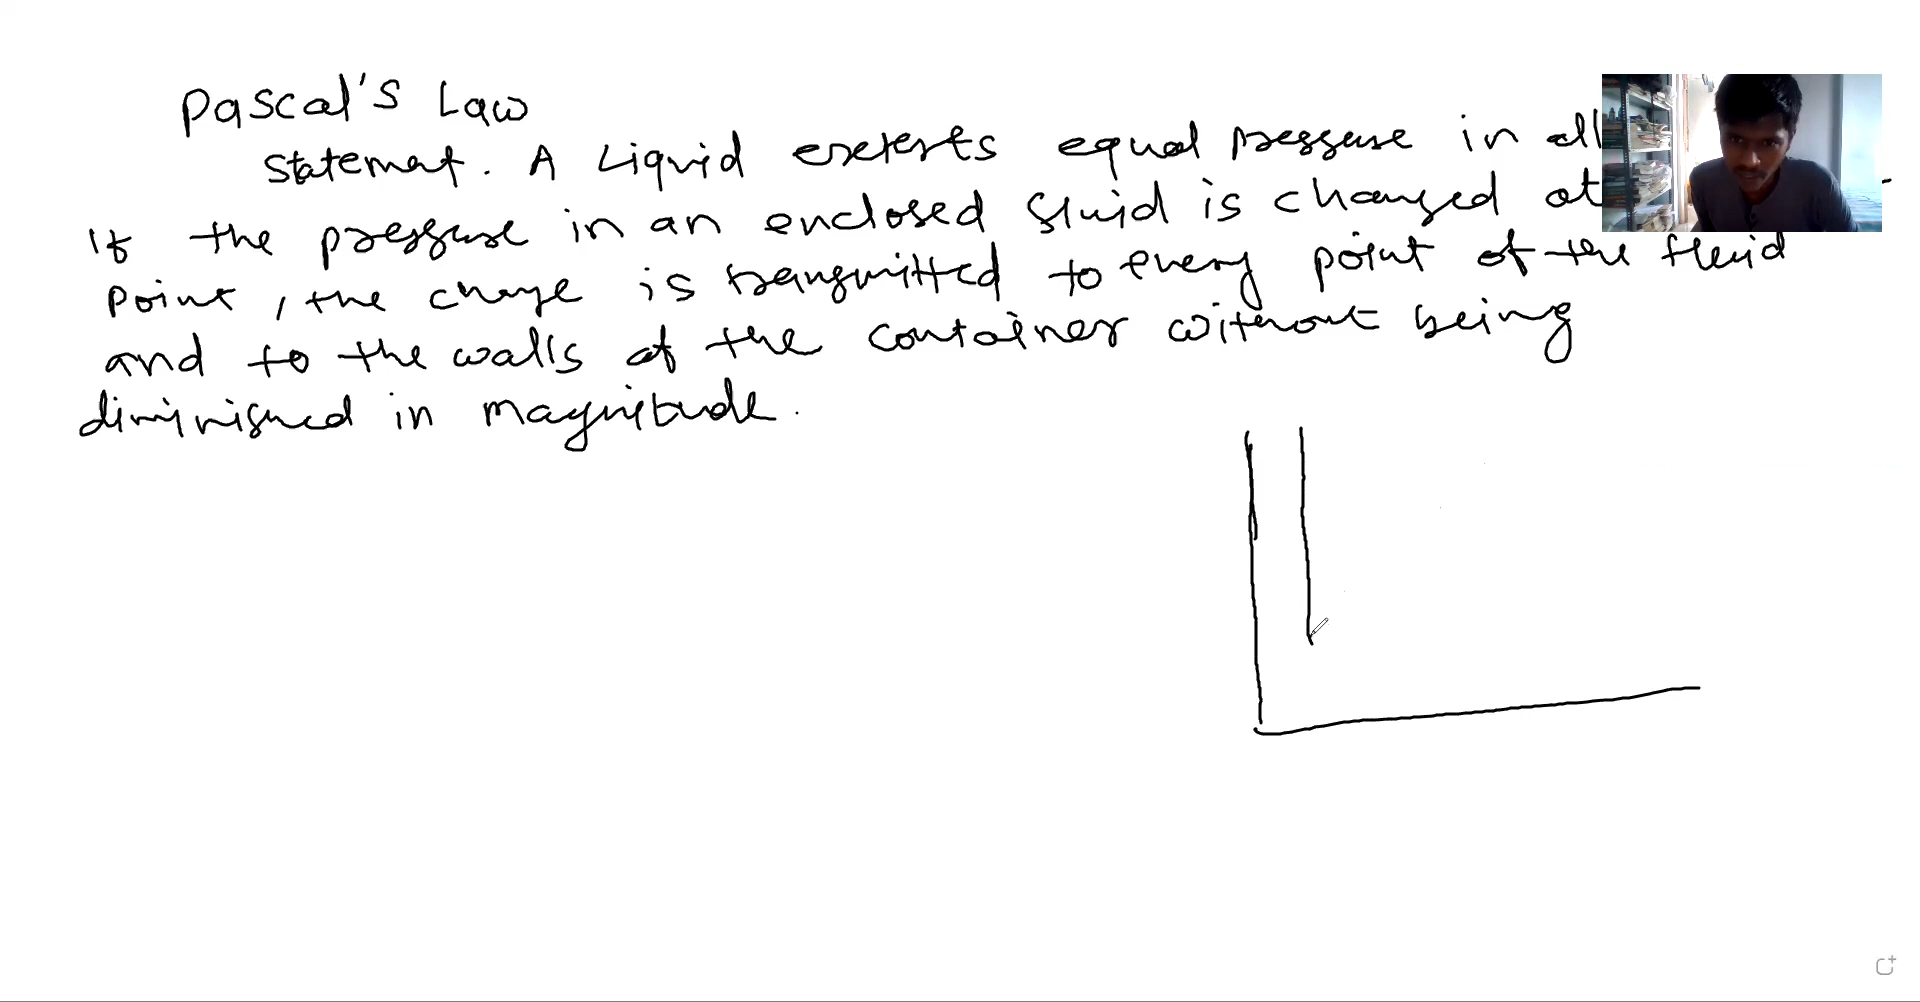 Pascal's Law
Statement. A Liquid exterts equal pressure in all
If the pressure in an enclosed fluid is changed at
Point, the change is transmitted to every point of the fluid
and to the walls of the container without being
diminished in magnitude.